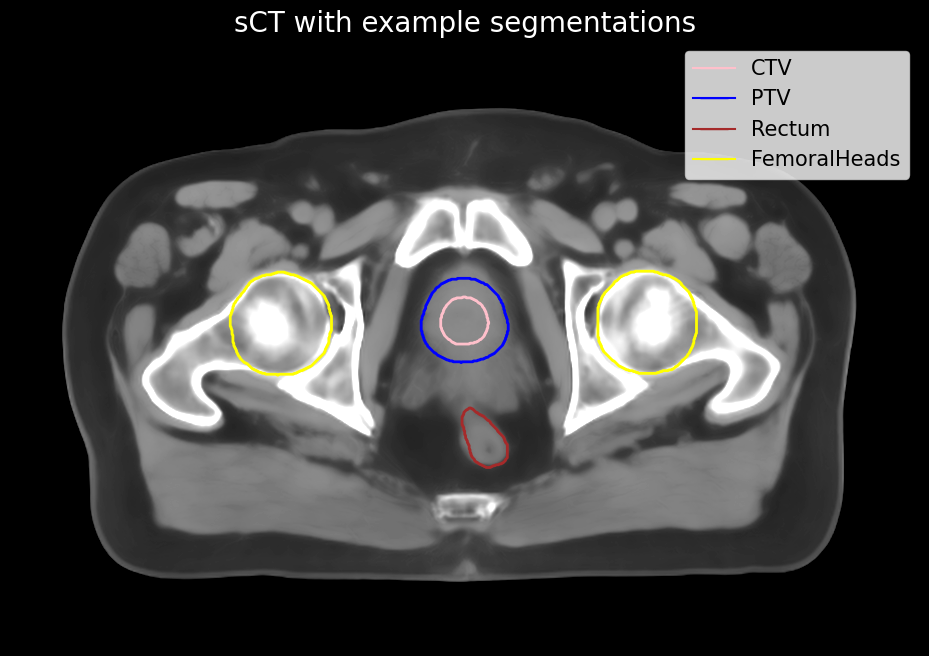 sCT with example segmentations
CTV
PTV
Rectum
FemoralHeads